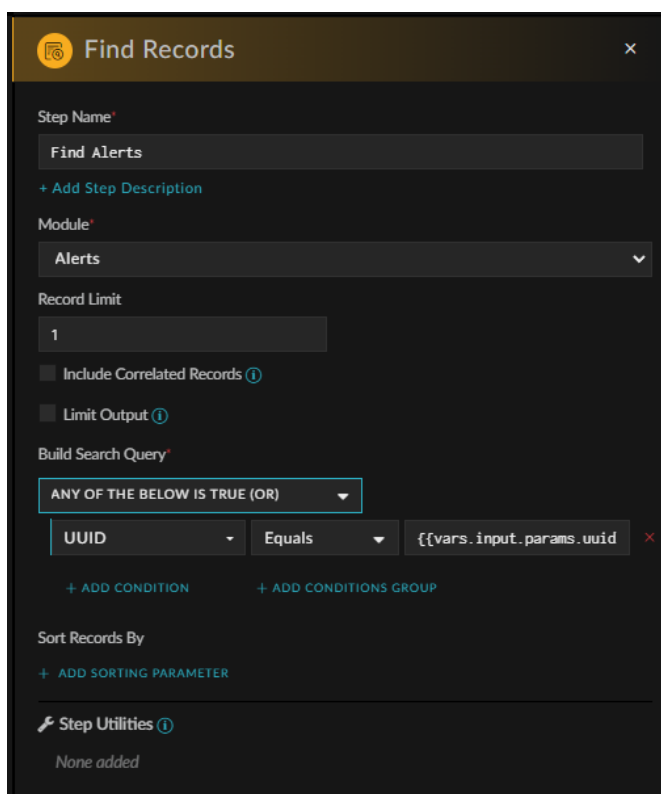 Find Records ×
Step Name*
Find Alerts
+ Add Step Description
Module*
Alerts
Record Limit
1
Include Correlated Records
Limit Output
Build Search Query*
ANY OF THE BELOW IS TRUE (OR)
UUID Equals {{vars.input.params.uuid ×
+ ADD CONDITION + ADD CONDITIONS GROUP
Sort Records By
+ ADD SORTING PARAMETER
Step Utilities
None added